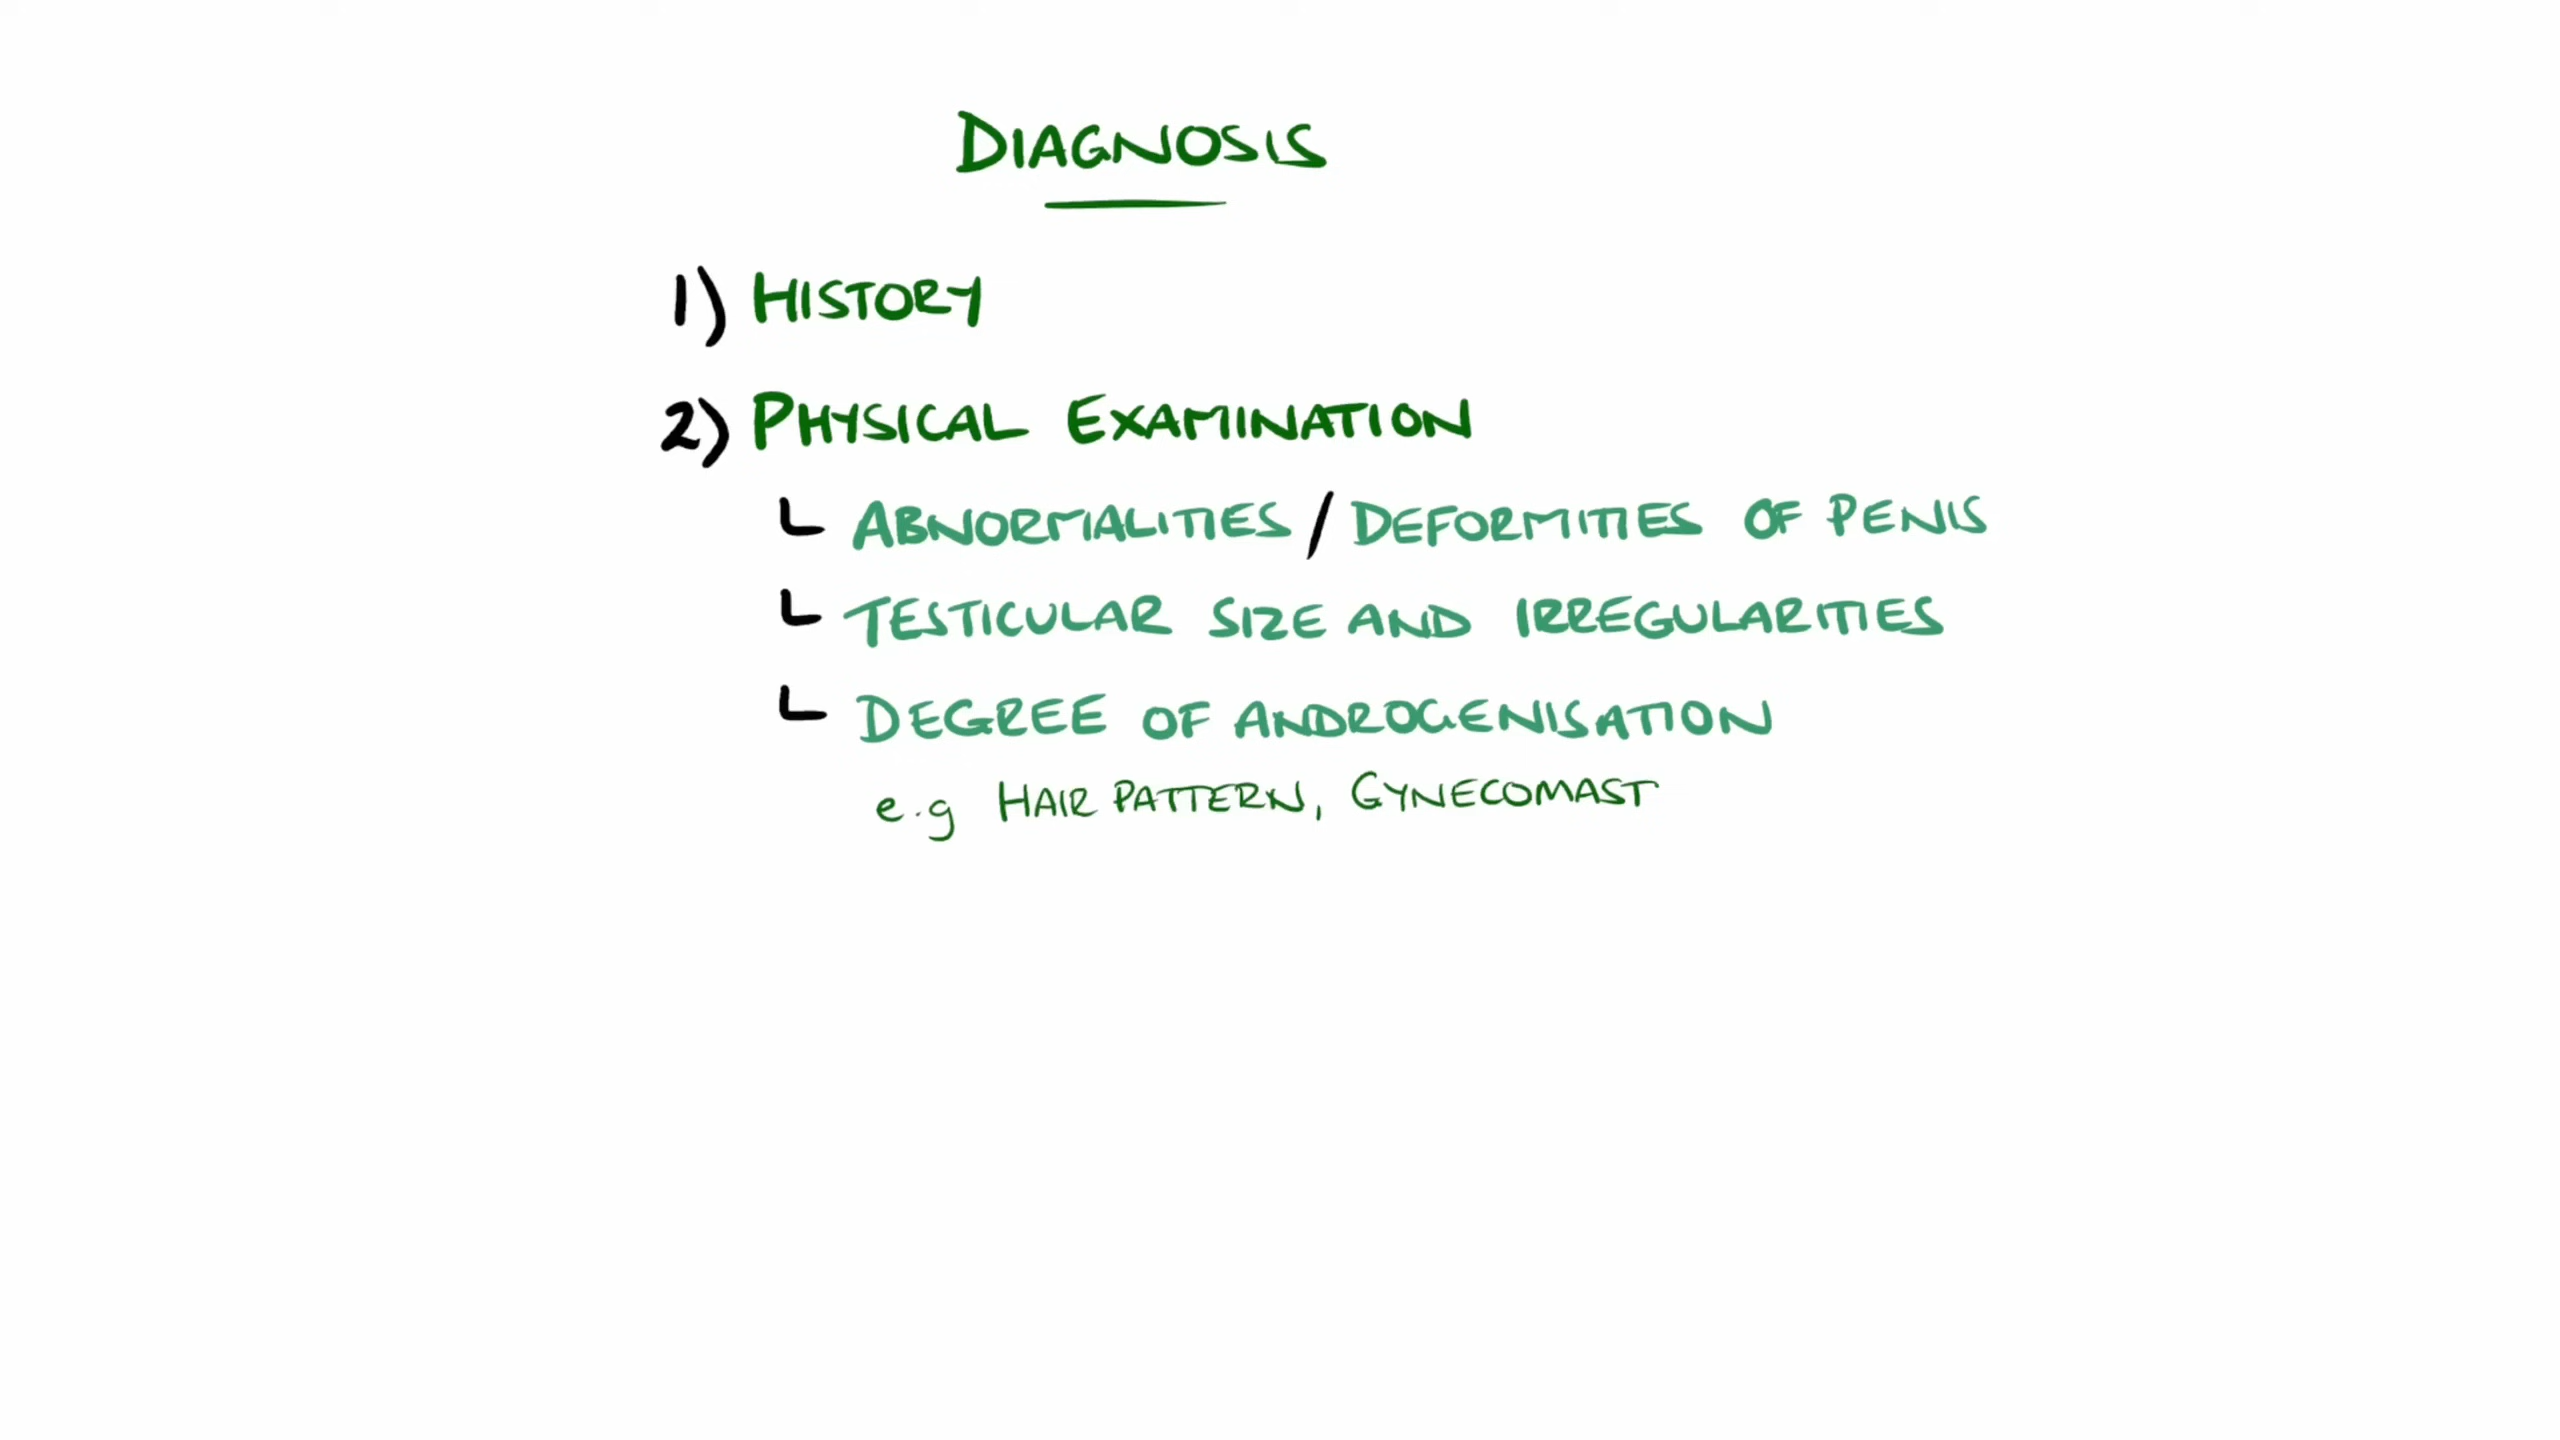 DIAGNOSIS
1) HISTORY
2) PHYSICAL EXAMINATION
ABNORMALITIES / DEFORMITIES OF PENIS
TESTICULAR SIZE AND IRREGULARITIES
DEGREE OF ANDROGENISATION
e.g HAIR PATTERN, GYNECOMAST